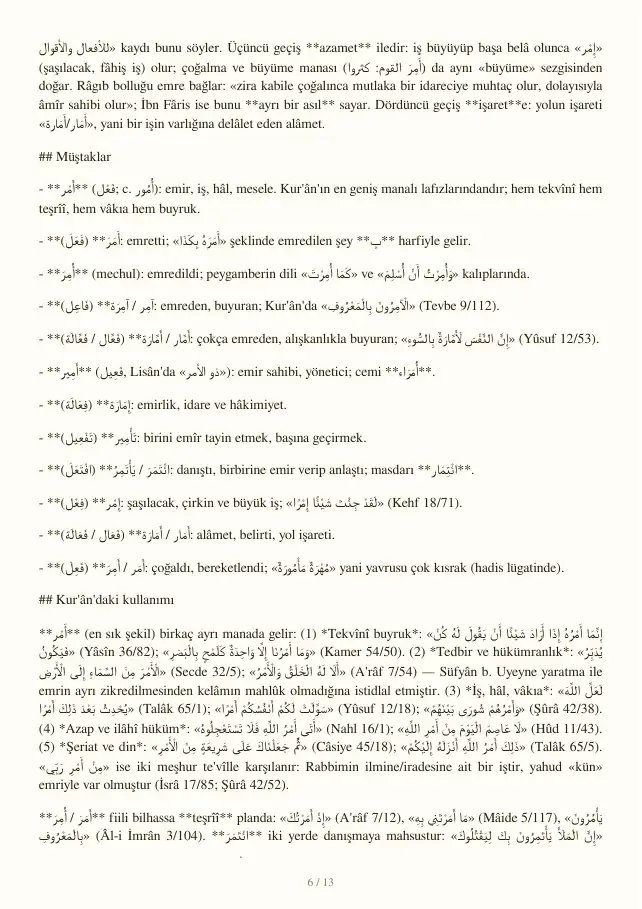 للأفعال والأقوال» kaydı bunu söyler. Üçüncü geçiş **azamet** iledir: iş büyüyüp başa belâ olunca «إِمْر»
(şaşılacak, fâhiş iş) olur; çoğalma ve büyüme manası (أَمِرَ القوم: كثروا) da aynı «büyüme» sezgisinden
doğar. Râgıb bolluğu emre bağlar: «zira kabile çoğalınca mutlaka bir idareciye muhtaç olur, dolayısıyla
âmîr sahibi olur»; İbn Fâris ise bunu **ayrı bir asıl** sayar. Dördüncü geçiş **işaret**e: yolun işareti
«أَمَار/أَمَارة», yani bir işin varlığına delâlet eden alâmet.
## Müştaklar
- **أَمْر** (فَعْل; c. أُمُور): emir, iş, hâl, mesele. Kur'ân'ın en geniş manalı lafızlarındandır; hem tekvînî hem
teşrîî, hem vâkıa hem buyruk.
- **أَمَرَ** (فَعَلَ): emretti; «أَمَرَهُ بِكَذَا» şeklinde emredilen şey **بِ** harfiyle gelir.
- **أُمِرَ** (mechul): emredildi; peygamberin dili «كَمَا أُمِرْتَ» ve «وَأُمِرْتُ أَنْ أُسْلِمَ» kalıplarında.
- **آمِر / آمِرَة** (فَاعِل): emreden, buyuran; Kur'ân'da «الْآمِرُونَ بِالْمَعْرُوفِ» (Tevbe 9/112).
- **أَمَّار / أَمَّارَة** (فَعَّال / فَعَّالَة): çokça emreden, alışkanlıkla buyuran; «إِنَّ النَّفْسَ لَأَمَّارَةٌ بِالسُّوءِ» (Yûsuf 12/53).
- **أَمِير** (فَعِيل, Lisân'da «ذو الأمر»): emir sahibi, yönetici; cemi **أُمَرَاء**.
- **إِمَارَة** (فِعَالَة): emirlik, idare ve hâkimiyet.
- **تَأْمِير** (تَفْعِيل): birini emîr tayin etmek, başına geçirmek.
- **ائْتَمَرَ / يَأْتَمِرُ** (افْتَعَلَ): danıştı, birbirine emir verip anlaştı; masdarı **ائْتِمَار**.
- **إِمْر** (فِعْل): şaşılacak, çirkin ve büyük iş; «لَقَدْ جِئْتَ شَيْئًا إِمْرًا» (Kehf 18/71).
- **أَمَار / أَمَارَة** (فَعَال / فَعَالَة): alâmet, belirti, yol işareti.
- **أَمَر / أَمِرَ** (فَعِلَ): çoğaldı, bereketlendi; «مُهْرَةٌ مَأْمُورَةٌ» yani yavrusu çok kısrak (hadis lügatinde).
## Kur'ân'daki kullanımı
**أَمْر** (en sık şekil) birkaç ayrı manada gelir: (1) *Tekvînî buyruk*: «إِنَّمَا أَمْرُهُ إِذَا أَرَادَ شَيْئًا أَنْ يَقُولَ لَهُ كُنْ
فَيَكُونُ» (Yâsîn 36/82); «وَمَا أَمْرُنَا إِلَّا وَاحِدَةٌ كَلَمْحٍ بِالْبَصَرِ» (Kamer 54/50). (2) *Tedbir ve hükümranlık*: «يُدَبِّرُ
الْأَمْرَ مِنَ السَّمَاءِ إِلَى الْأَرْضِ» (Secde 32/5); «أَلَا لَهُ الْخَلْقُ وَالْأَمْرُ» (A'râf 7/54) — Süfyân b. Uyeyne yaratma ile
emrin ayrı zikredilmesinden kelâmın mahlûk olmadığına istidlal etmiştir. (3) *İş, hâl, vâkıa*: «لَعَلَّ اللَّهَ
يُحْدِثُ بَعْدَ ذَلِكَ أَمْرًا» (Talâk 65/1); «سَوَّلَتْ لَكُمْ أَنْفُسُكُمْ أَمْرًا» (Yûsuf 12/18); «وَأَمْرُهُمْ شُورَى بَيْنَهُمْ» (Şûrâ 42/38).
(4) *Azap ve ilâhî hüküm*: «أَتَى أَمْرُ اللَّهِ فَلَا تَسْتَعْجِلُوهُ» (Nahl 16/1); «لَا عَاصِمَ الْيَوْمَ مِنْ أَمْرِ اللَّهِ» (Hûd 11/43).
(5) *Şeriat ve din*: «ثُمَّ جَعَلْنَاكَ عَلَى شَرِيعَةٍ مِنَ الْأَمْرِ» (Câsiye 45/18); «ذَلِكَ أَمْرُ اللَّهِ أَنْزَلَهُ إِلَيْكُمْ» (Talâk 65/5).
«مِنْ أَمْرِ رَبِّي» ise iki meşhur te'vîlle karşılanır: Rabbimin ilmine/iradesine ait bir iştir, yahud «kün»
emriyle var olmuştur (İsrâ 17/85; Şûrâ 42/52).
**أَمَرَ / أُمِرَ** fiili bilhassa **teşrîî** planda: «إِذْ أَمَرْتُكَ» (A'râf 7/12), «مَا أَمَرْتَنِي بِهِ» (Mâide 5/117), «يَأْمُرُونَ
بِالْمَعْرُوفِ» (Âl-i İmrân 3/104). **ائْتَمَرَ** iki yerde danışmaya mahsustur: «إِنَّ الْمَلَأَ يَأْتَمِرُونَ بِكَ لِيَقْتُلُوكَ»
6 / 13